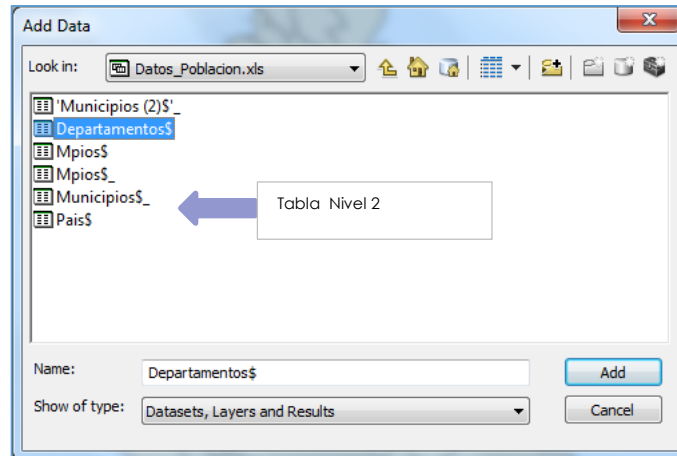 Add Data
Look in: Datos_Poblacion.xls
'Municipios (2)$'_
Departamentos$
Mpios$
Mpios$_
Municipios$_
Pais$
Tabla Nivel 2
Name: Departamentos$ Add
Show of type: Datasets, Layers and Results Cancel